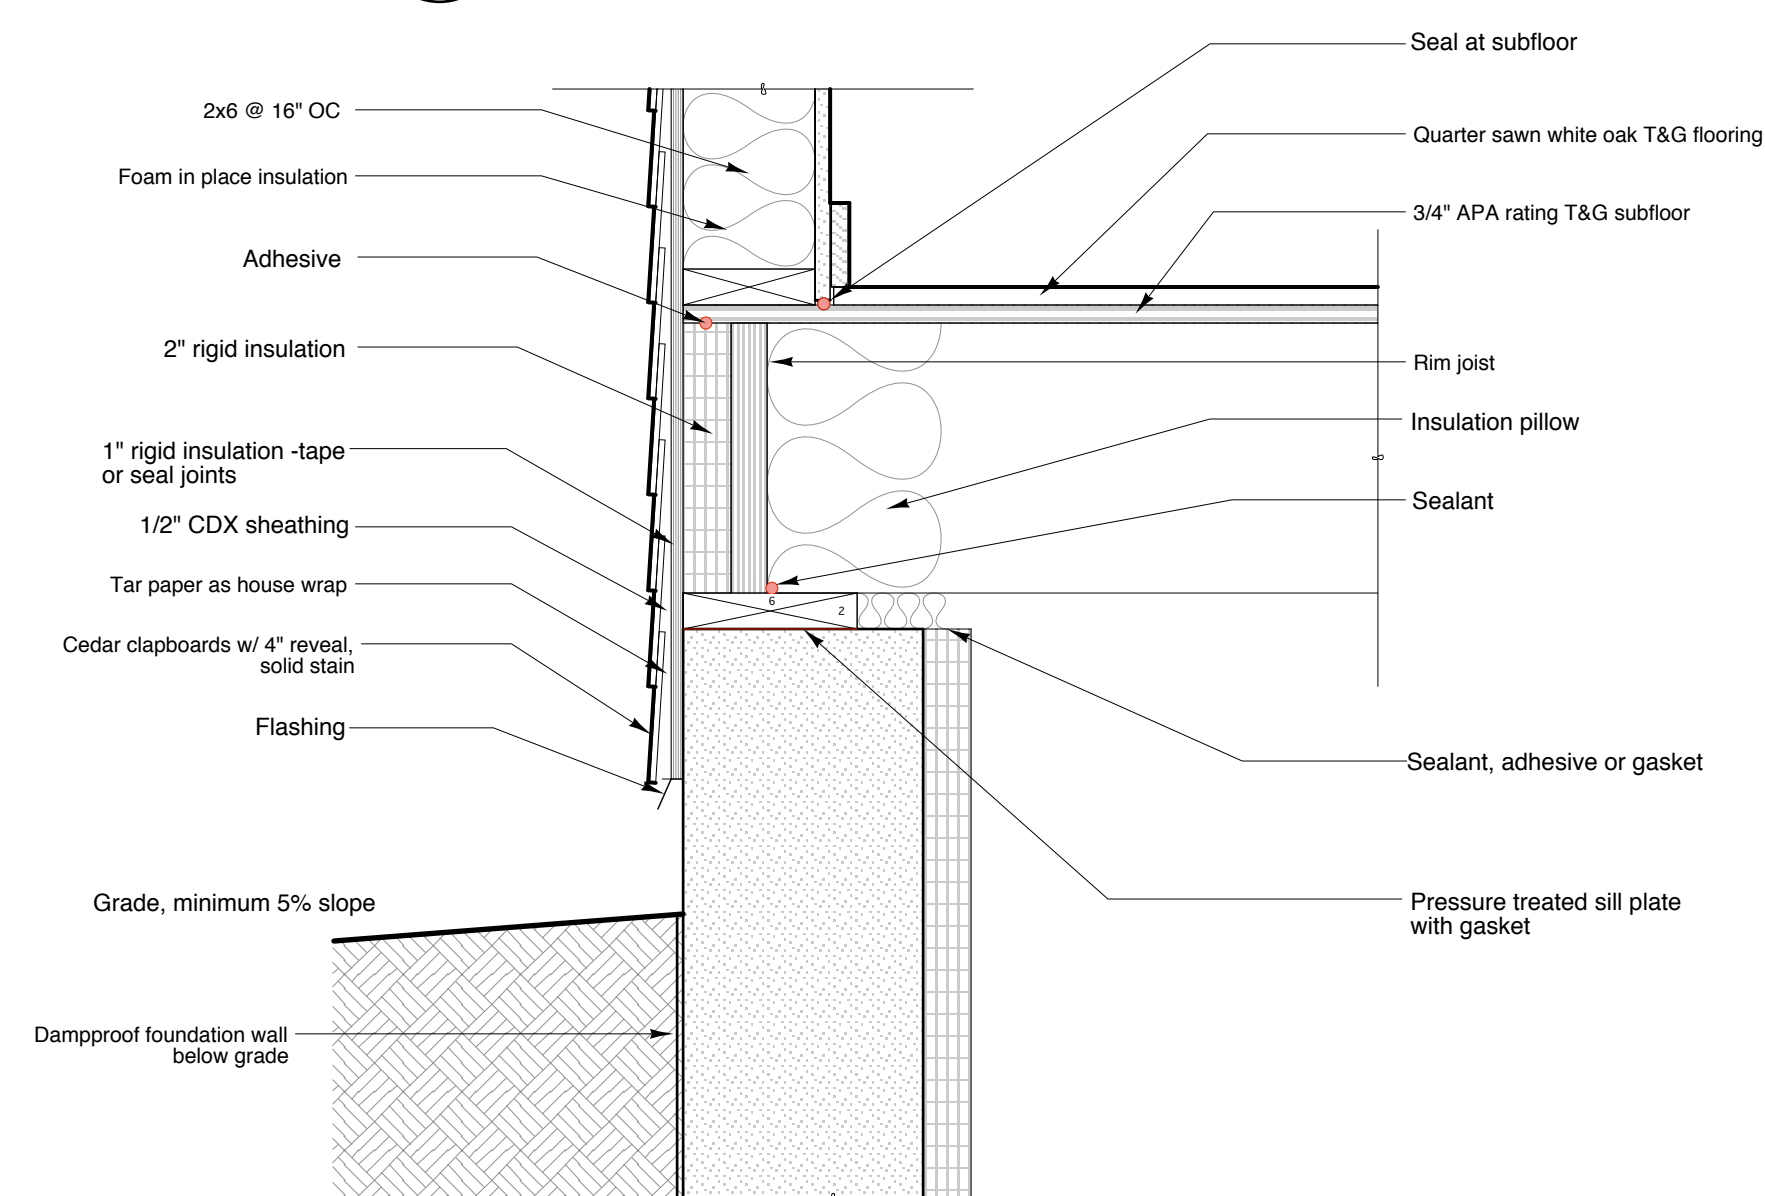 Seal at subfloor
2x6 @ 16" OC
Quarter sawn white oak T&G flooring
Foam in place insulation
3/4" APA rating T&G subfloor
Adhesive
2" rigid insulation
Rim joist
Insulation pillow
1" rigid insulation -tape
or seal joints
Sealant
1/2" CDX sheathing
Tar paper as house wrap
6
2
Cedar clapboards w/ 4" reveal,
solid stain
Flashing
Sealant, adhesive or gasket
Grade, minimum 5% slope
Pressure treated sill plate
with gasket
Dampproof foundation wall
below grade